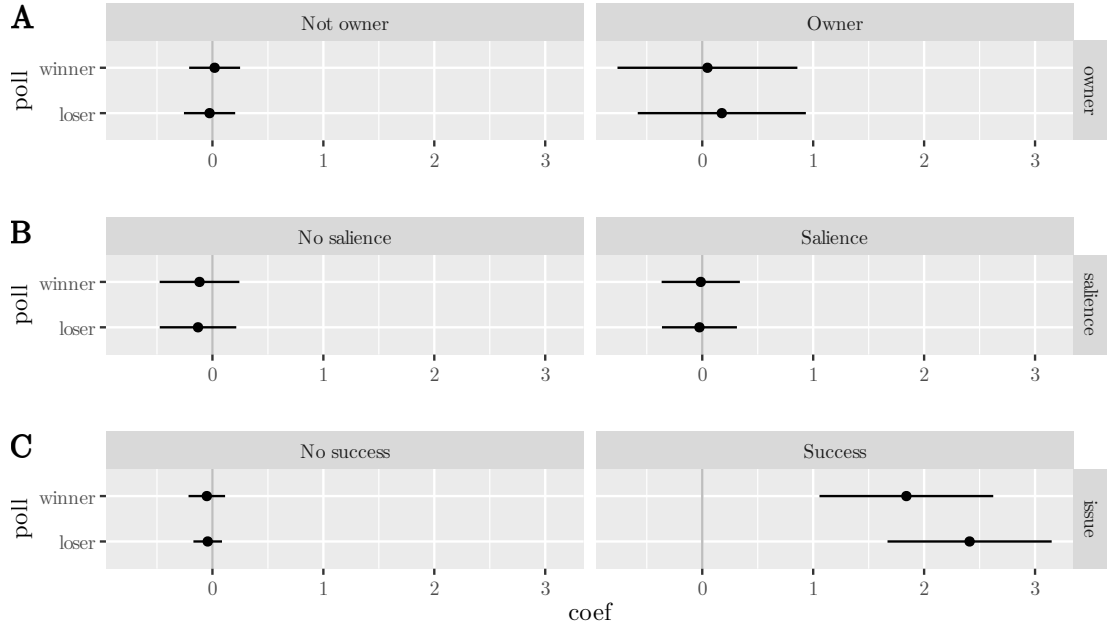 A
Not owner
Owner
poll
winner
loser
owner
0 1 2 3
0 1 2 3
B
No salience
Salience
poll
winner
loser
salience
0 1 2 3
0 1 2 3
C
No success
Success
poll
winner
loser
issue
0 1 2 3
0 1 2 3
coef